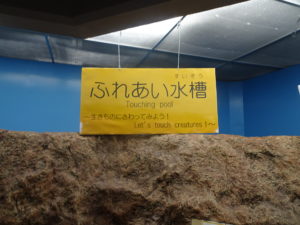 すいそう
ふれあい水槽
Touching pool
～生きものにさわってみよう！
Let's touch creatures！～